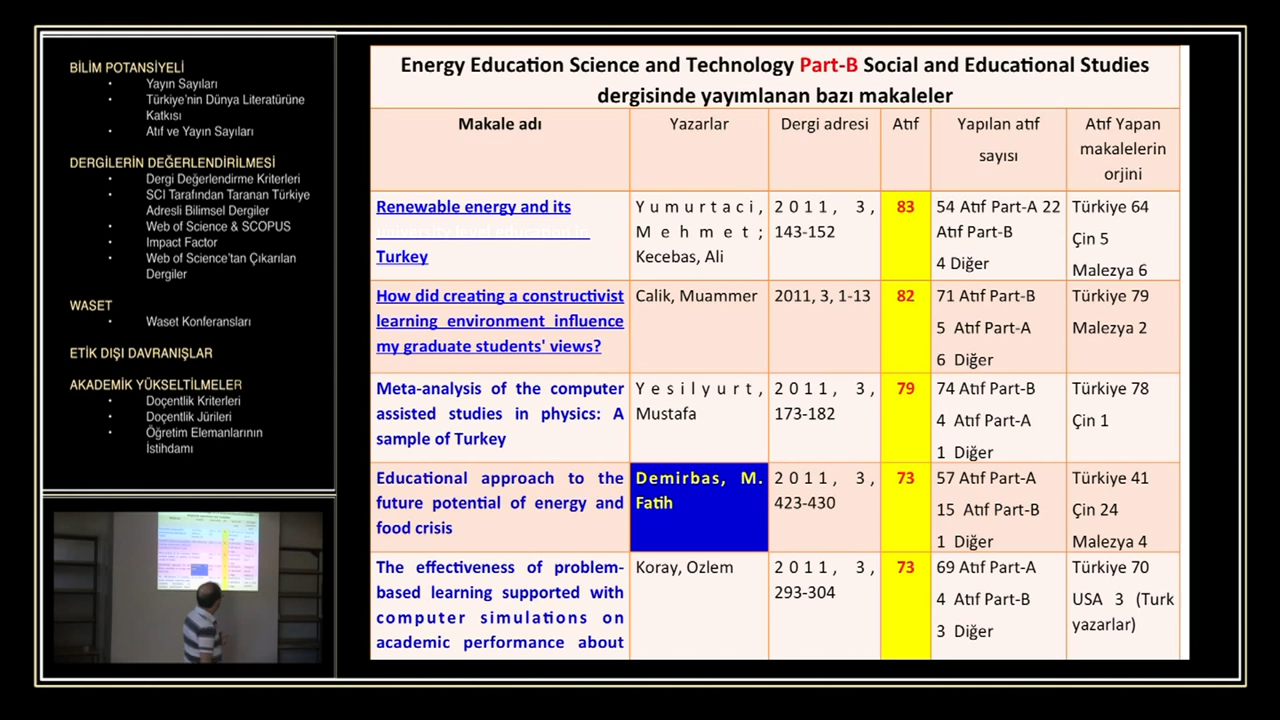 BİLİM POTANSİYELİ
• Yayın Sayıları
• Türkiye'nin Dünya Literatürüne
Katkısı
• Atıf ve Yayın Sayıları
DERGİLERİN DEĞERLENDİRİLMESİ
• Dergi Değerlendirme Kriterleri
• SCI Tarafından Taranan Türkiye
Adresli Bilimsel Dergiler
• Web of Science & SCOPUS
• Impact Factor
• Web of Science'tan Çıkarılan
Dergiler
WASET
• Waset Konferansları
ETİK DIŞI DAVRANIŞLAR
AKADEMİK YÜKSELTİLMELER
• Doçentlik Kriterleri
• Doçentlik Jürileri
• Öğretim Elemanlarının
İstihdamı
Energy Education Science and Technology Part-B Social and Educational Studies
dergisinde yayımlanan bazı makaleler
Makale adı
Yazarlar
Dergi adresi
Atıf
Yapılan atıf
sayısı
Atıf Yapan
makalelerin
orjini
Renewable energy and its
university level education in
Turkey
Yumurtaci,
Mehmet;
Kecebas, Ali
2011, 3,
143-152
83
54 Atıf Part-A 22
Atıf Part-B
4 Diğer
Türkiye 64
Çin 5
Malezya 6
How did creating a constructivist
learning environment influence
my graduate students' views?
Calik, Muammer
2011, 3, 1-13
82
71 Atıf Part-B
5 Atıf Part-A
6 Diğer
Türkiye 79
Malezya 2
Meta-analysis of the computer
assisted studies in physics: A
sample of Turkey
Yesilyurt,
Mustafa
2011, 3,
173-182
79
74 Atıf Part-B
4 Atıf Part-A
1 Diğer
Türkiye 78
Çin 1
Educational approach to the
future potential of energy and
food crisis
Demirbas, M.
Fatih
2011, 3,
423-430
73
57 Atıf Part-A
15 Atıf Part-B
1 Diğer
Türkiye 41
Çin 24
Malezya 4
The effectiveness of problem-
based learning supported with
computer simulations on
academic performance about
Koray, Ozlem
2011, 3,
293-304
73
69 Atıf Part-A
4 Atıf Part-B
3 Diğer
Türkiye 70
USA 3 (Turk
yazarlar)